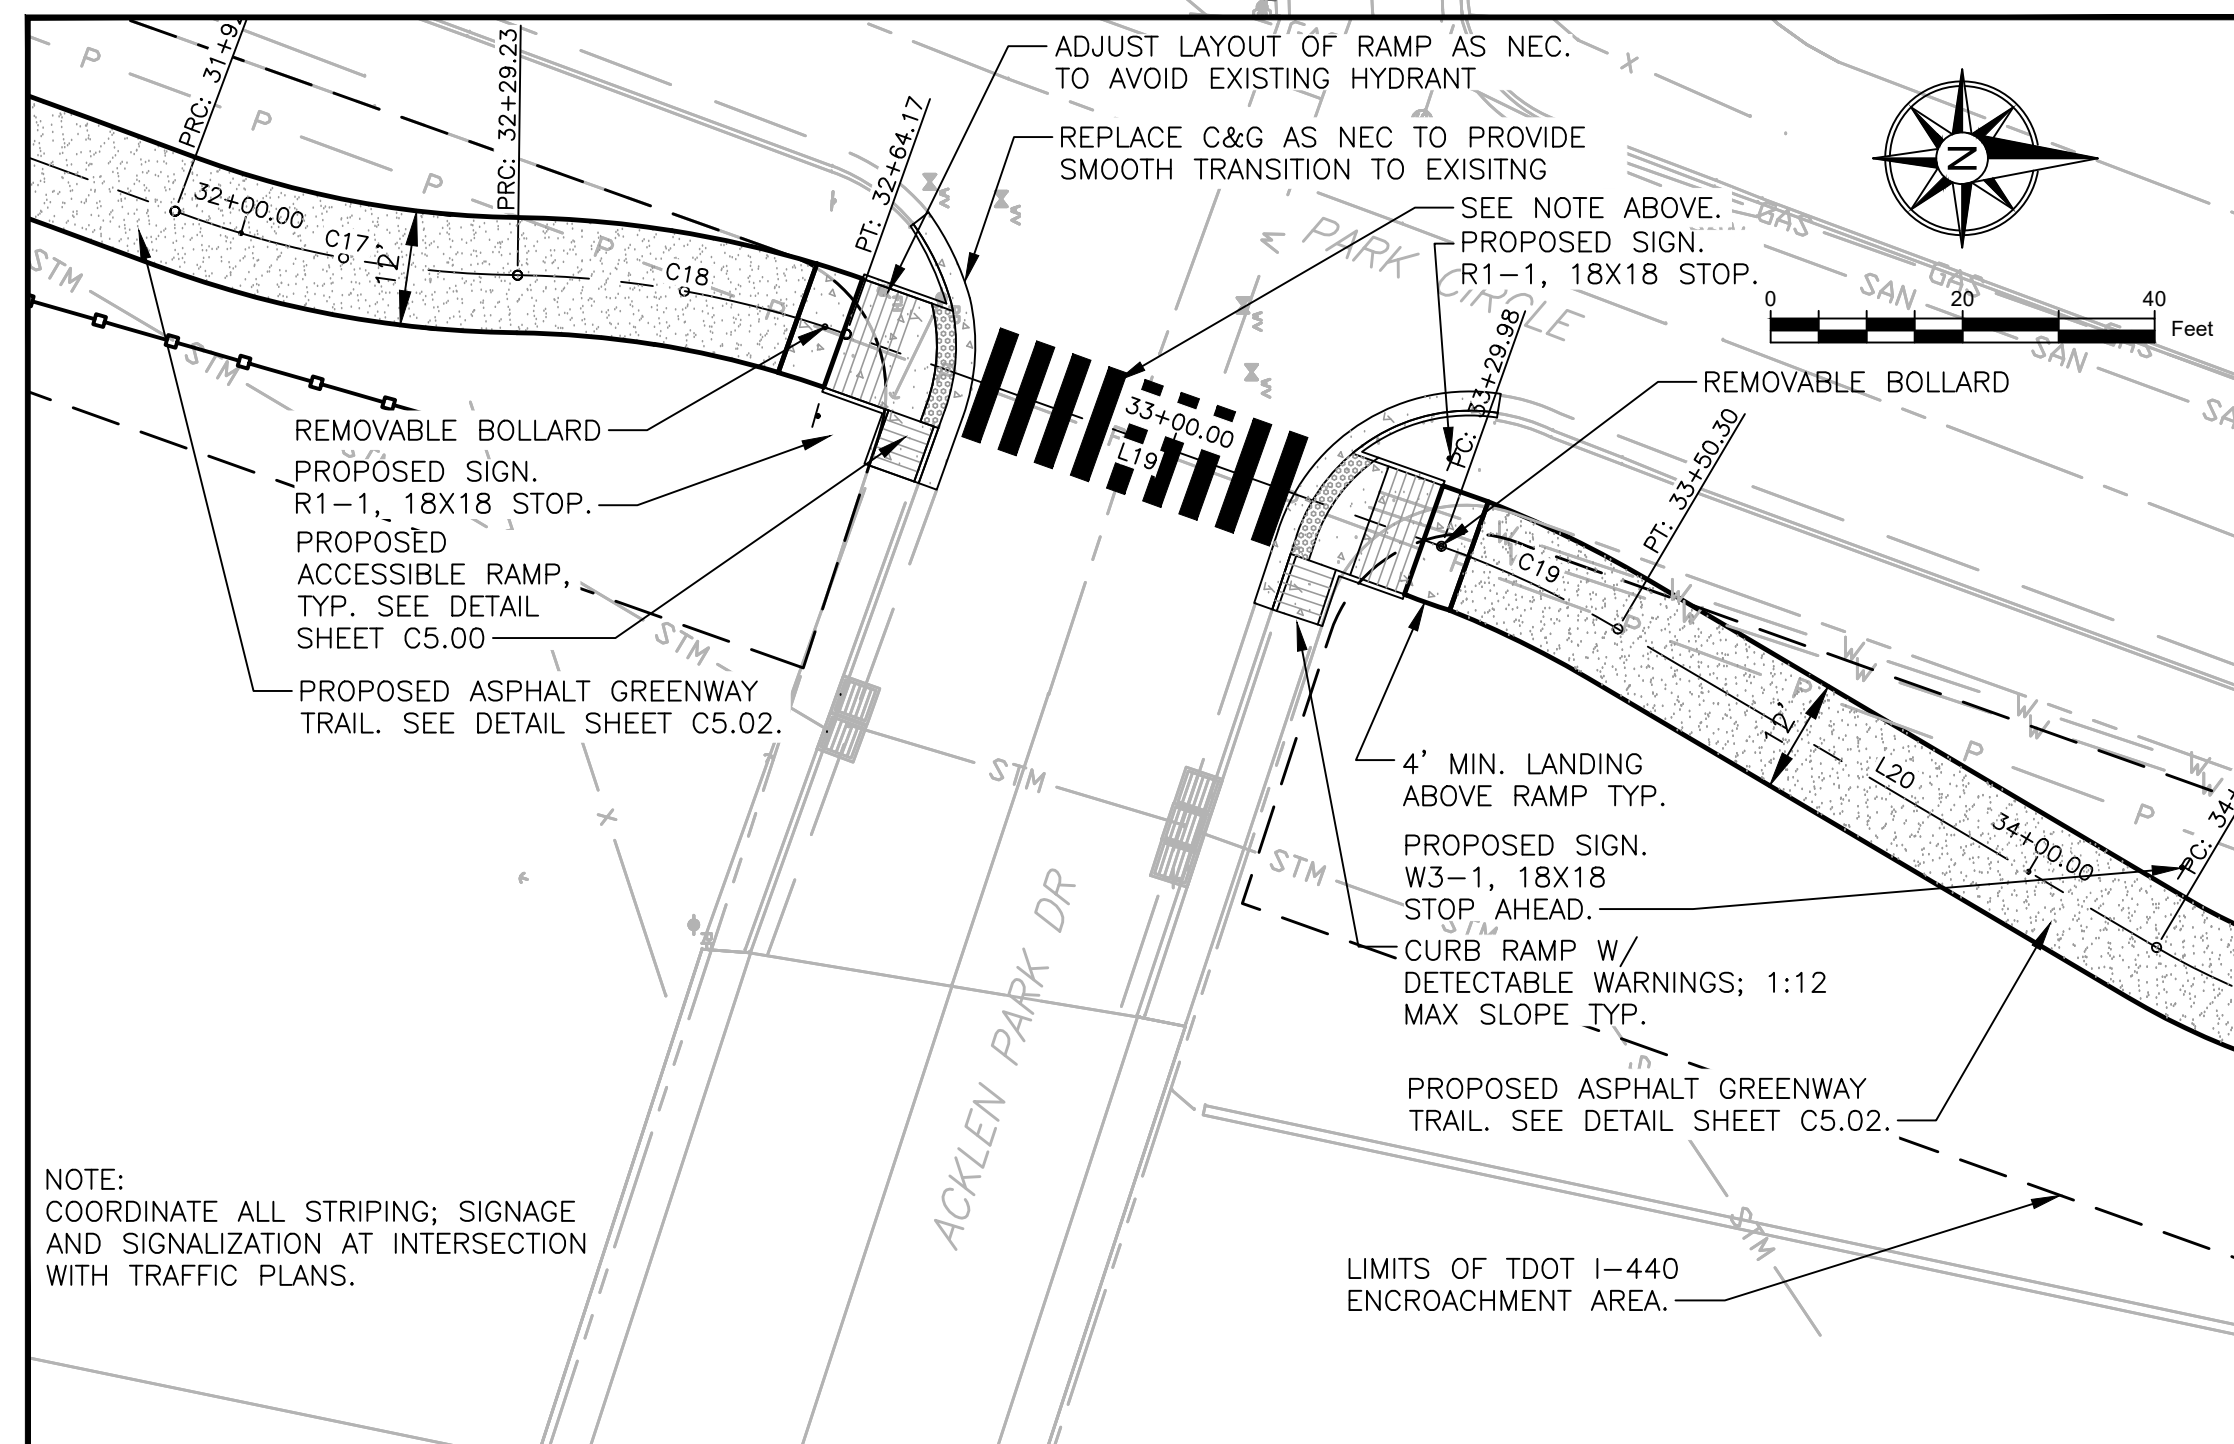 ADJUST LAYOUT OF RAMP AS NEC.
TO AVOID EXISTING HYDRANT
REPLACE C&G AS NEC TO PROVIDE
SMOOTH TRANSITION TO EXISITNG
SEE NOTE ABOVE.
PROPOSED SIGN.
R1-1, 18X18 STOP.
PRC: 32+29.23
PT: 32+64.17
32+00.00
C17
12'
C18
PARK CIRCLE
N
GAS
GAS
SAN
SAN
0 20 40
Feet
33+00.00
L19
PC: 33+29.98
PT: 33+50.30
C19
REMOVABLE BOLLARD
REMOVABLE BOLLARD
PROPOSED SIGN.
R1-1, 18X18 STOP.
PROPOSED
ACCESSIBLE RAMP,
TYP. SEE DETAIL
SHEET C5.00
PROPOSED ASPHALT GREENWAY
TRAIL. SEE DETAIL SHEET C5.02.
STM
STM
STM
STM
STM
STM
P
P
P
P
P
P
P
P
W
W
W
W
X
X
12'
L20
34+00.00
4' MIN. LANDING
ABOVE RAMP TYP.
PROPOSED SIGN.
W3-1, 18X18
STOP AHEAD.
CURB RAMP W/
DETECTABLE WARNINGS; 1:12
MAX SLOPE TYP.
ACKLEN PARK DR
PROPOSED ASPHALT GREENWAY
TRAIL. SEE DETAIL SHEET C5.02.
NOTE:
COORDINATE ALL STRIPING; SIGNAGE
AND SIGNALIZATION AT INTERSECTION
WITH TRAFFIC PLANS.
LIMITS OF TDOT I-440
ENCROACHMENT AREA.